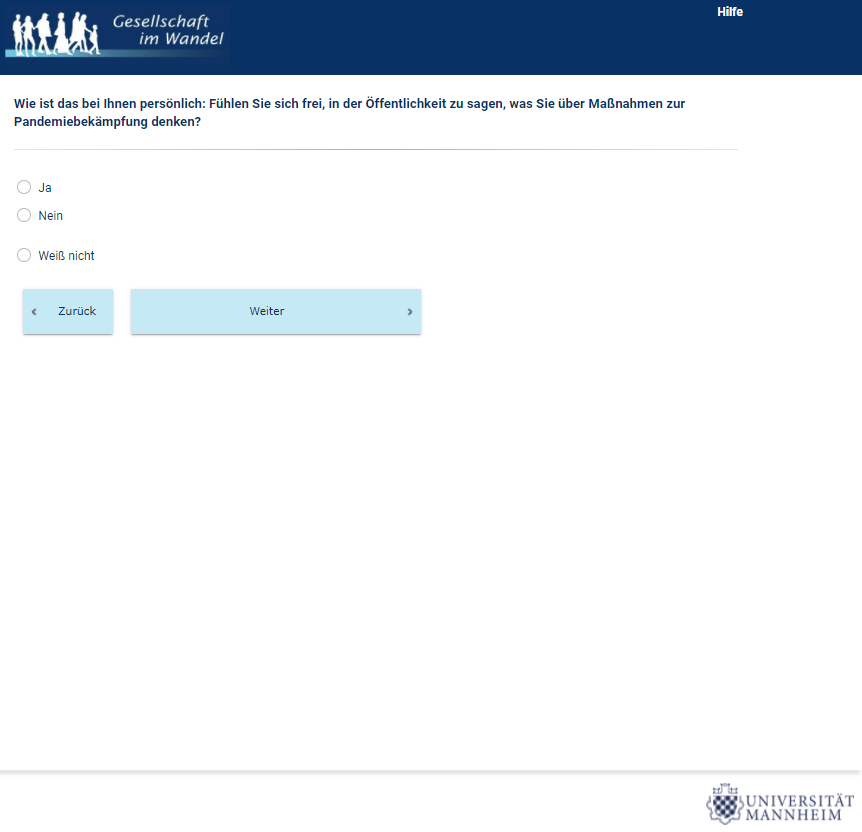 Gesellschaft
im Wandel
Hilfe
Wie ist das bei Ihnen persönlich: Fühlen Sie sich frei, in der Öffentlichkeit zu sagen, was Sie über Maßnahmen zur
Pandemiebekämpfung denken?
Ja
Nein
Weiß nicht
‹ Zurück
Weiter ›
UNIVERSITÄT
MANNHEIM